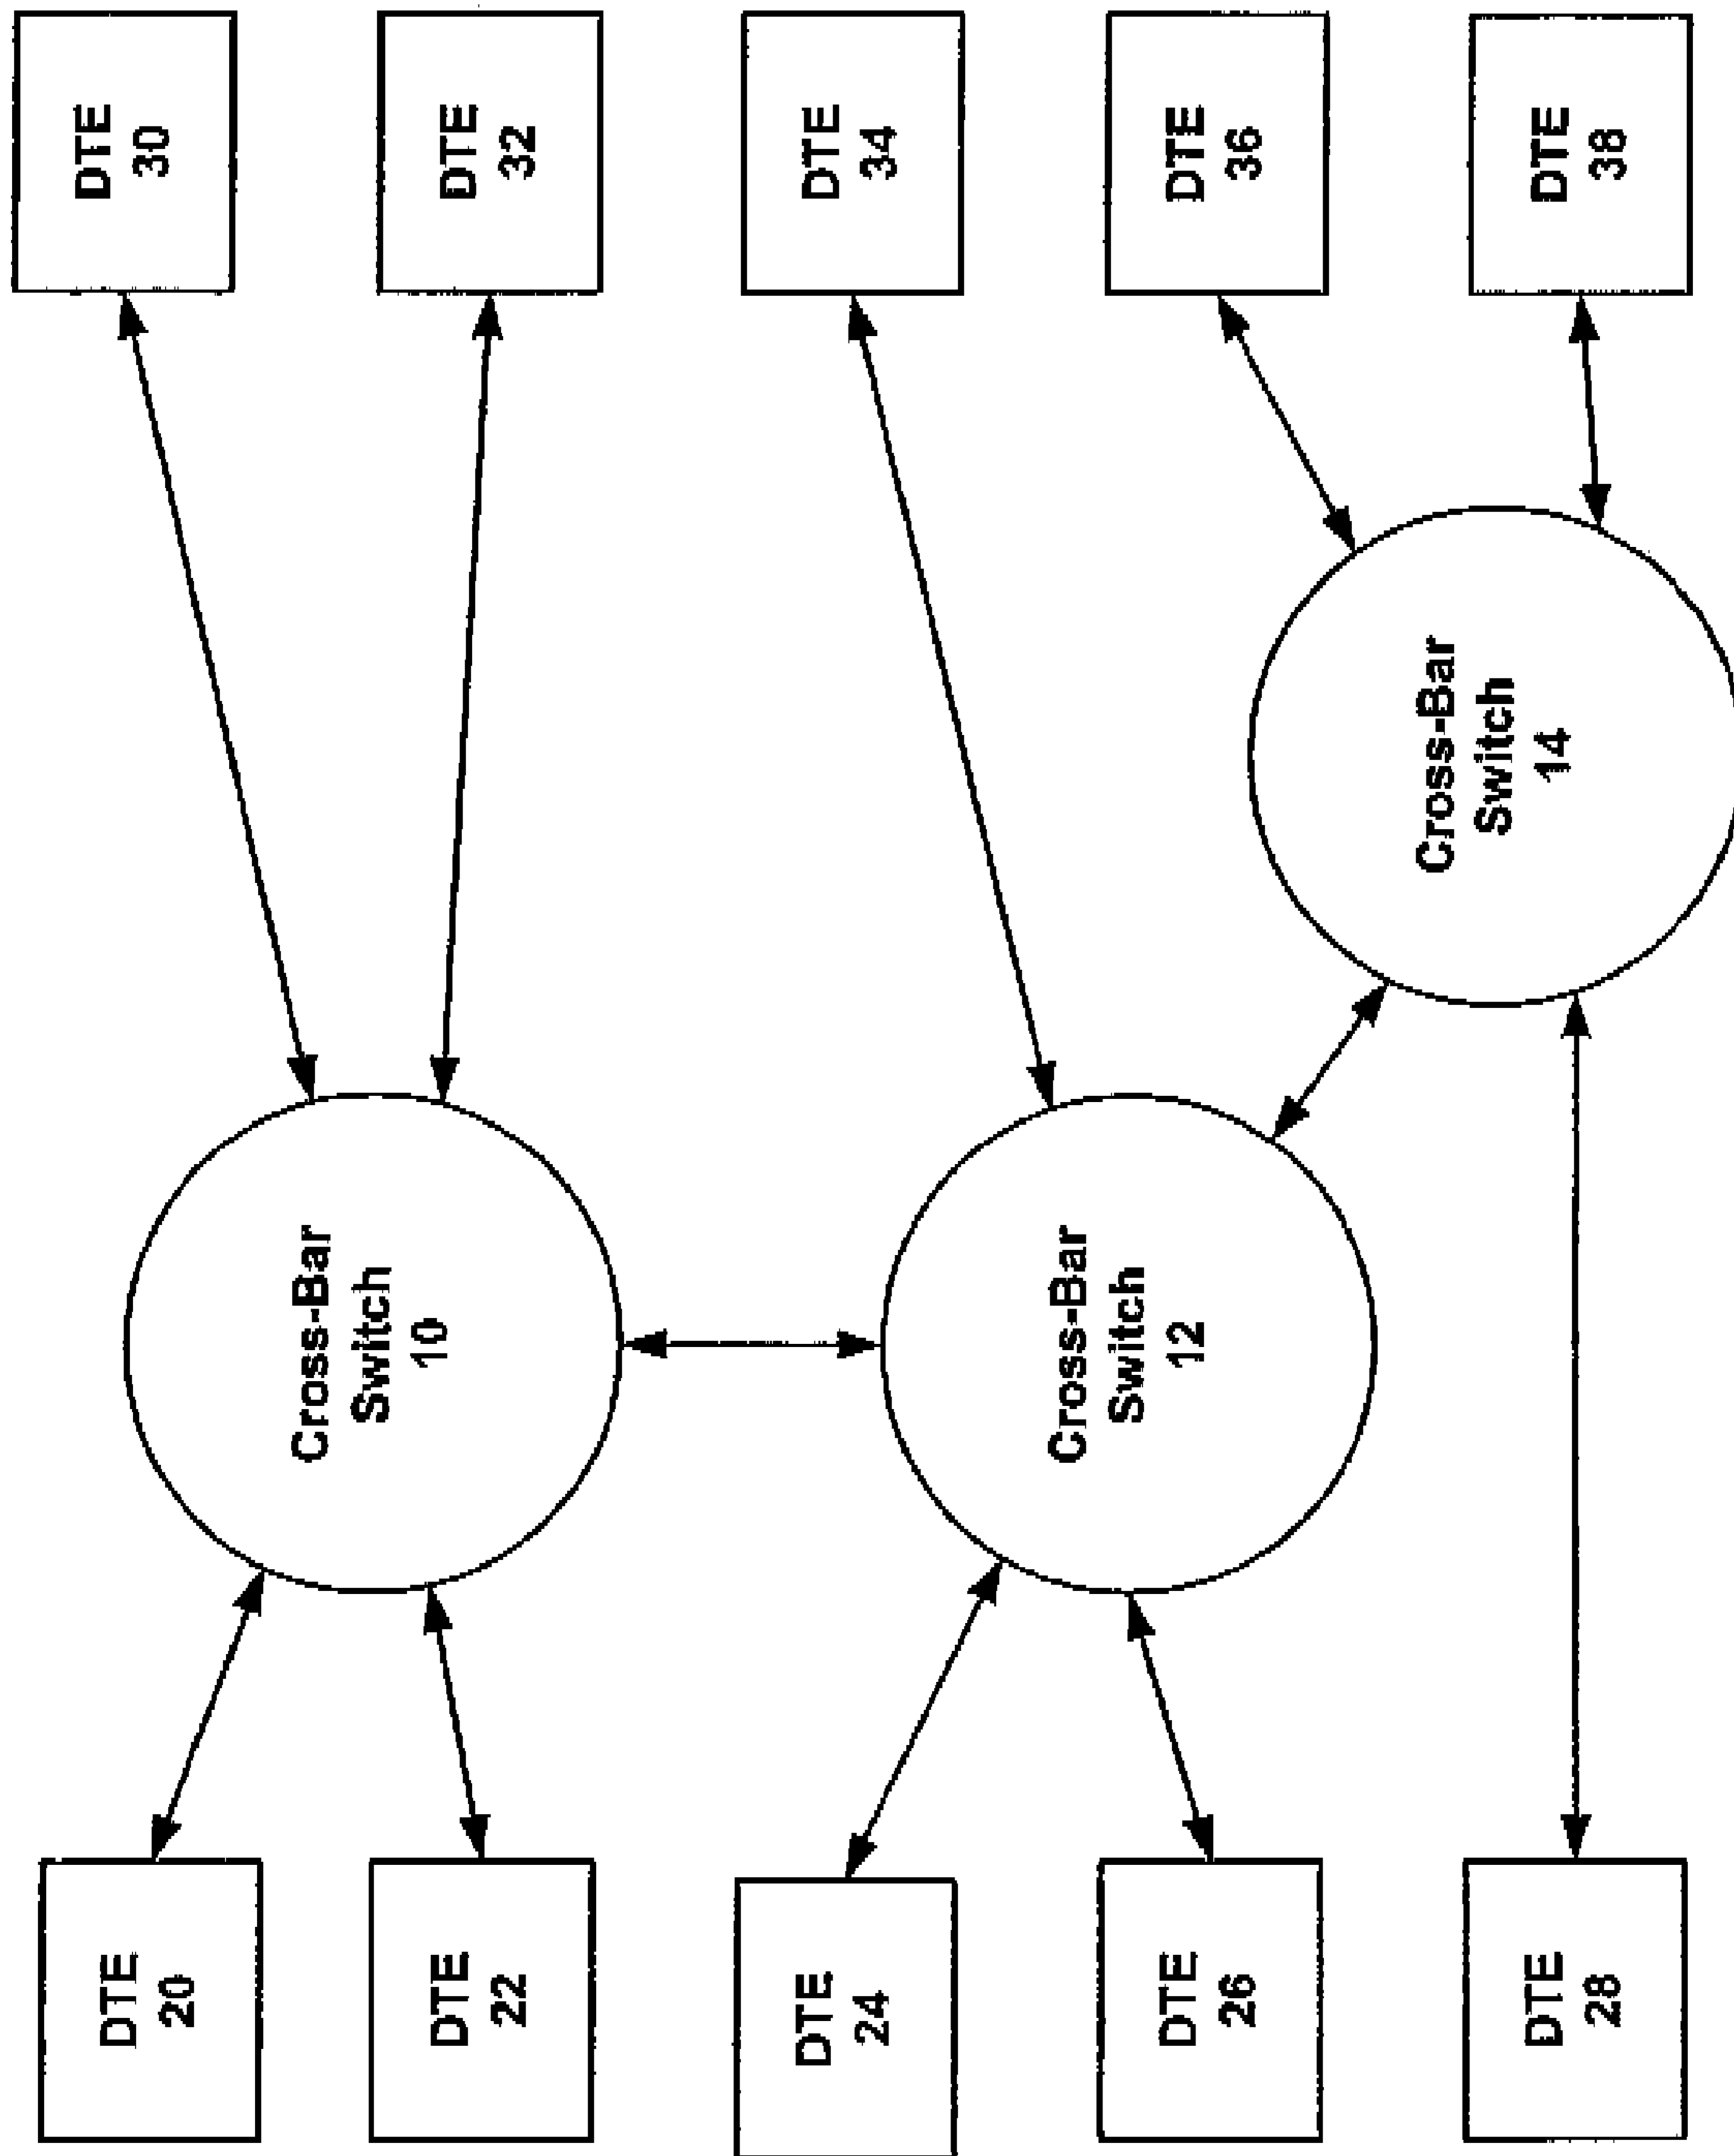 DTE
20
DTE
30
Cross-Bar
Switch
10
DTE
22
DTE
32
DTE
24
DTE
34
Cross-Bar
Switch
12
DTE
26
DTE
36
Cross-Bar
Switch
14
DTE
28
DTE
38